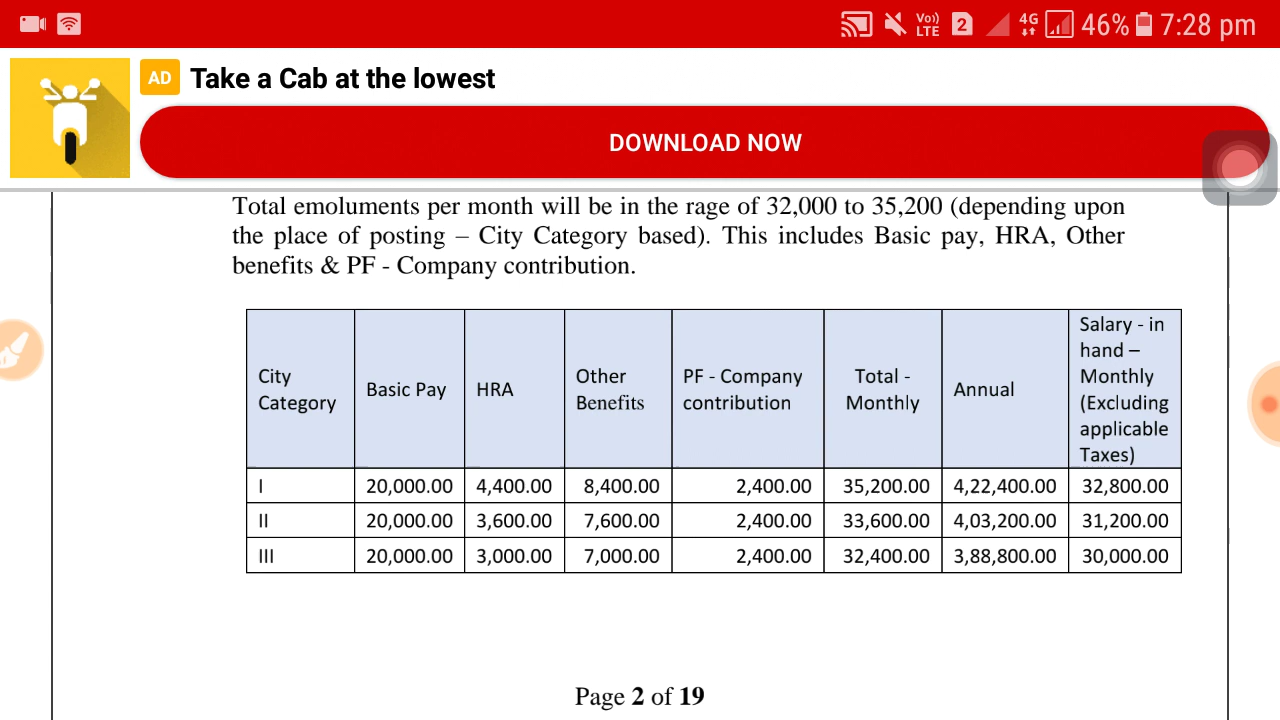 Vo)) LTE 2 4G 46% 7:28 pm
AD Take a Cab at the lowest
DOWNLOAD NOW
Total emoluments per month will be in the rage of 32,000 to 35,200 (depending upon
the place of posting – City Category based). This includes Basic pay, HRA, Other
benefits & PF - Company contribution.
City Category Basic Pay HRA Other Benefits PF - Company contribution Total - Monthly Annual Salary - in hand – Monthly (Excluding applicable Taxes)
I 20,000.00 4,400.00 8,400.00 2,400.00 35,200.00 4,22,400.00 32,800.00
II 20,000.00 3,600.00 7,600.00 2,400.00 33,600.00 4,03,200.00 31,200.00
III 20,000.00 3,000.00 7,000.00 2,400.00 32,400.00 3,88,800.00 30,000.00
Page 2 of 19